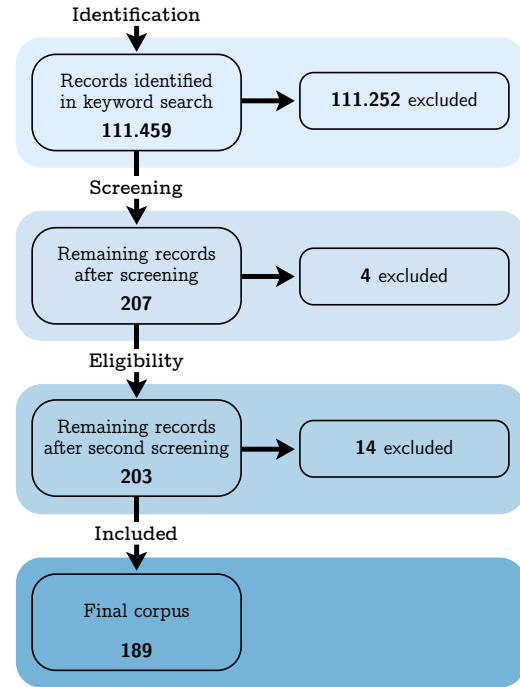 Identification
Records identified
in keyword search
111.459
111.252 excluded
Screening
Remaining records
after screening
207
4 excluded
Eligibility
Remaining records
after second screening
203
14 excluded
Included
Final corpus
189